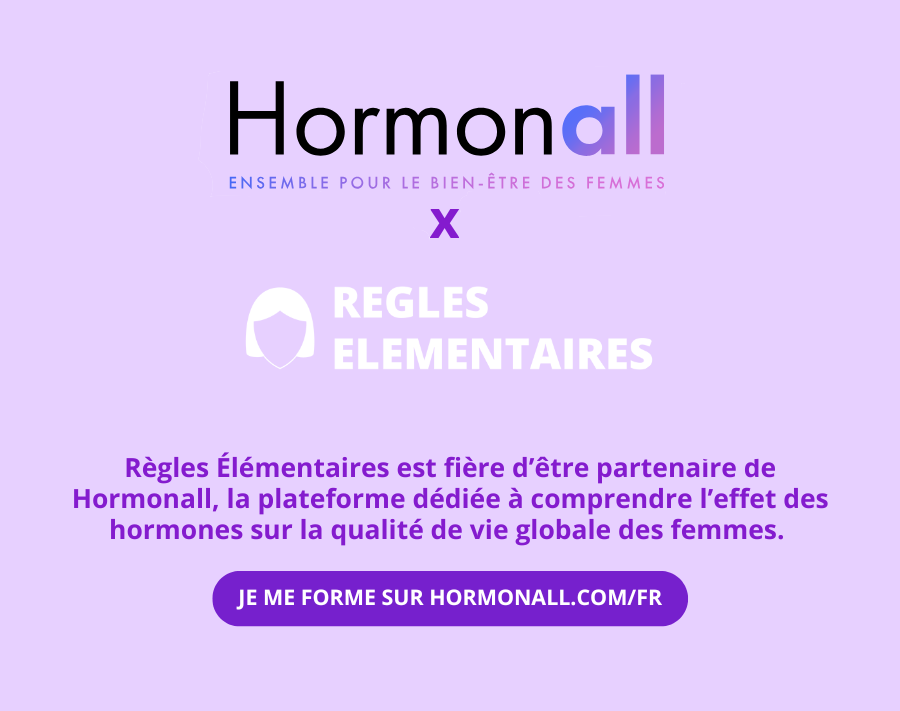 Hormonall
ENSEMBLE POUR LE BIEN-ÊTRE DES FEMMES
x
REGLES
ELEMENTAIRES
Règles Élémentaires est fière d’être partenaire de
Hormonall, la plateforme dédiée à comprendre l’effet des
hormones sur la qualité de vie globale des femmes.
JE ME FORME SUR HORMONALL.COM/FR